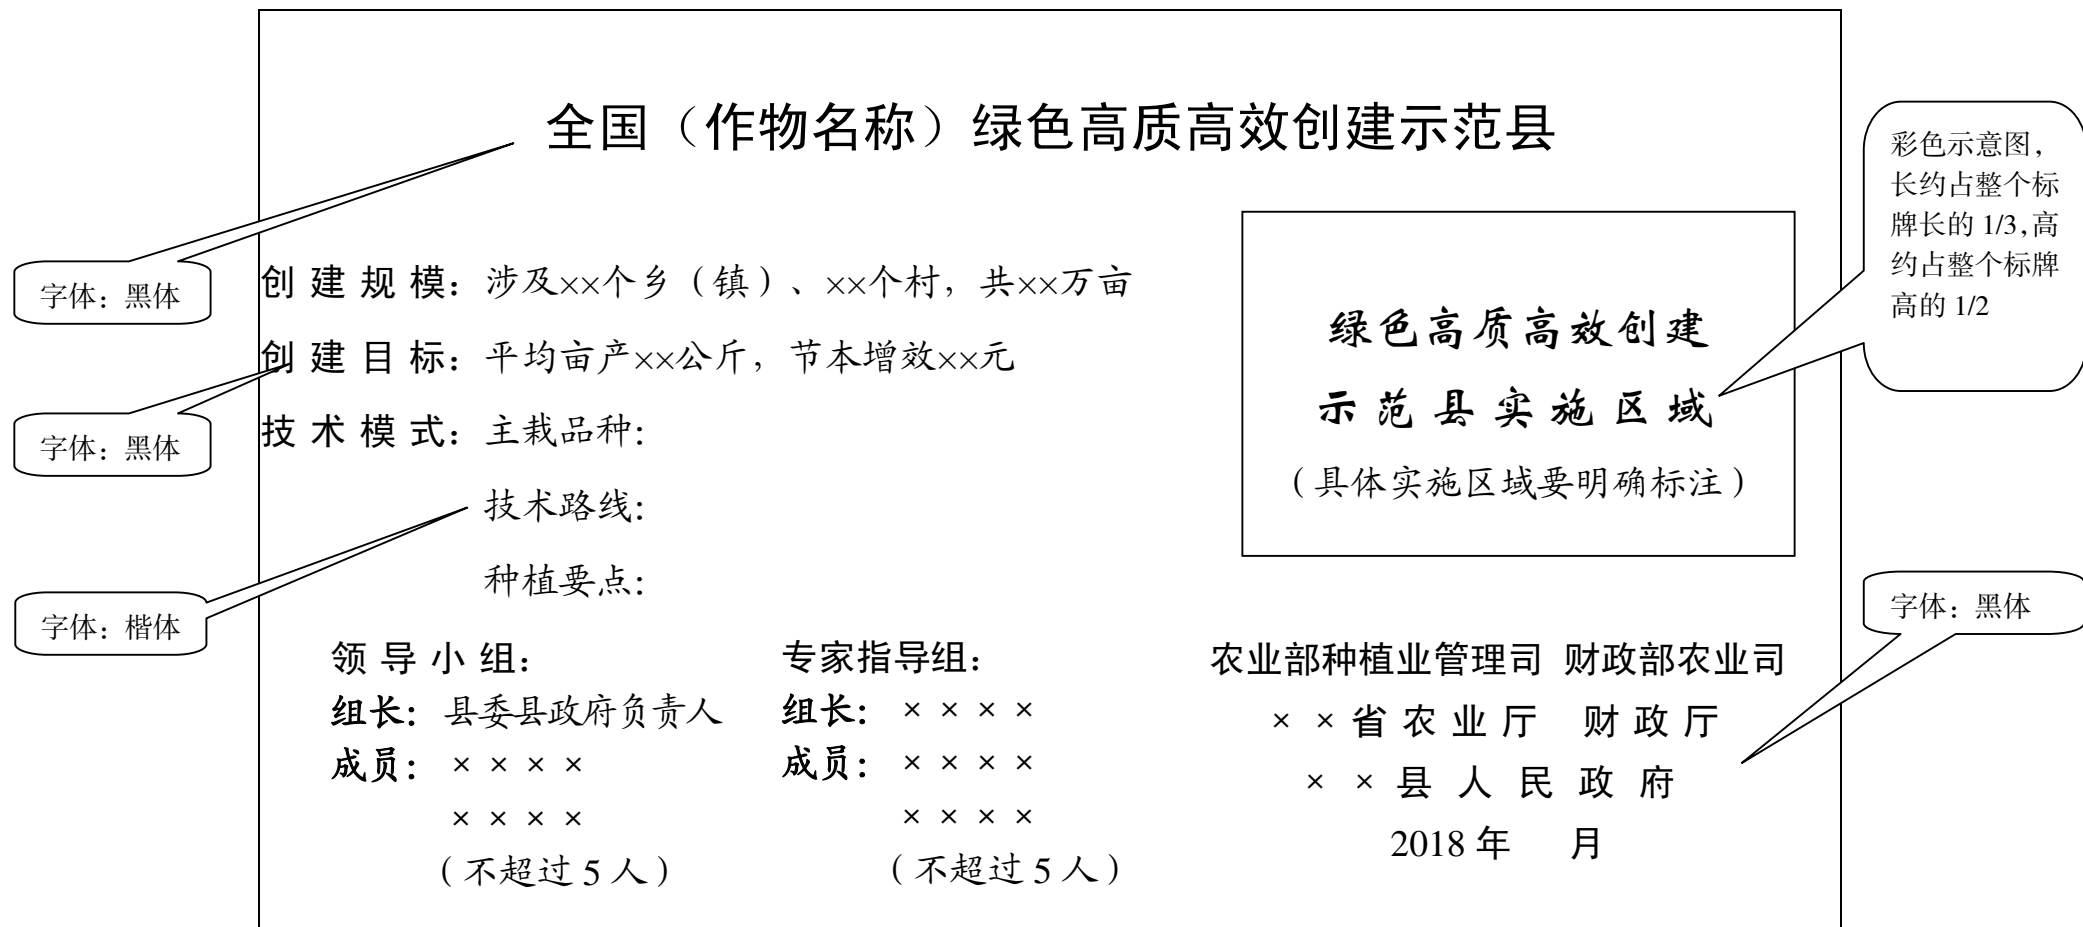 全国（作物名称）绿色高质高效创建示范县
彩色示意图，
长约占整个标
牌长的 1/3，高
约占整个标牌
高的 1/2
字体：黑体
创 建 规 模：涉及××个乡（镇）、××个村，共××万亩
创 建 目 标：平均亩产××公斤，节本增效××元
字体：黑体
技 术 模 式：主栽品种：
技术路线：
种植要点：
字体：楷体
绿色高质高效创建
示 范 县 实 施 区 域
（具体实施区域要明确标注）
字体：黑体
领 导 小 组：
组长：县委县政府负责人
成员：× × × ×
× × × ×
（不超过 5 人）
专家指导组：
组长：× × × ×
成员：× × × ×
× × × ×
（不超过 5 人）
农业部种植业管理司 财政部农业司
× × 省 农 业 厅 财 政 厅
× × 县 人 民 政 府
2018 年 月